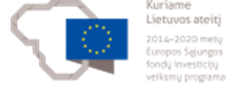 Kuriame
Lietuvos ateitį
2014–2020 metų
Europos Sąjungos
fondų investicijų
veiksmų programa